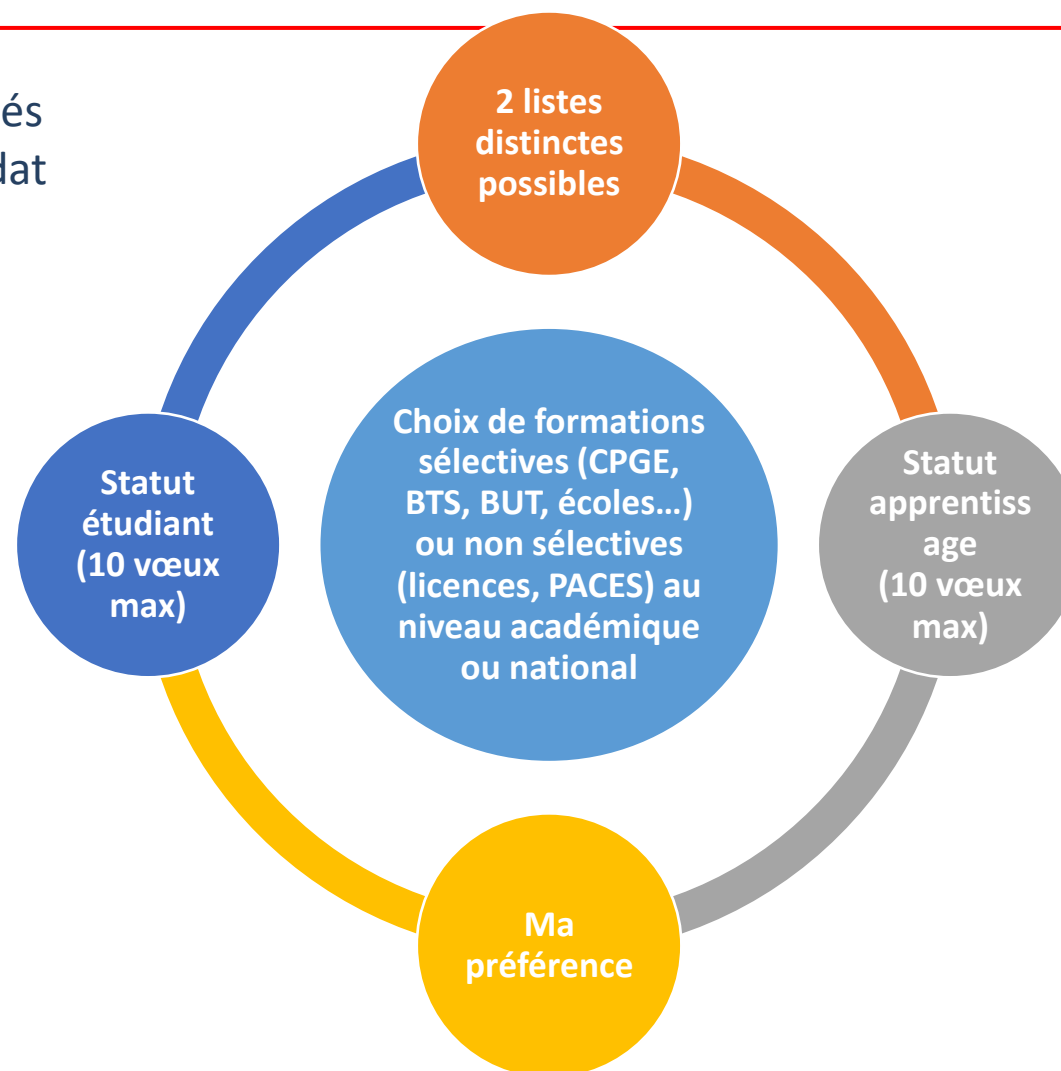 és
dat
2 listes
distinctes
possibles
Choix de formations
sélectives (CPGE,
BTS, BUT, écoles…)
ou non sélectives
(licences, PACES) au
niveau académique
ou national
Statut
étudiant
(10 vœux
max)
Statut
apprentiss
age
(10 vœux
max)
Ma
préférence